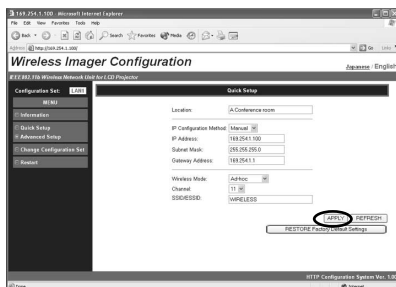 169.254.1.100 - Microsoft Internet Explorer
File Edit View Favorites Tools Help
Back Search Favorites Media
Address http://169.254.1.100/ Go Links
Wireless Imager Configuration
Japanese / English
IEEE802.11b Wireless Network Unit for LCD Projector
Configuration Set: LAN1
MENU
Information
Quick Setup
Advanced Setup
Change Configuration Set
Restart
Quick Setup
Location: A Conference room
IP Configuration Method: Manual
IP Address: 169.254.1.100
Subnet Mask: 255.255.255.0
Gateway Address: 169.254.1.1
Wireless Mode: Ad-hoc
Channel: 11
SSID/ESSID: WIRELESS
APPLY REFRESH
RESTORE Factory Default Settings
HTTP Configuration System Ver. 1.00
Done Internet